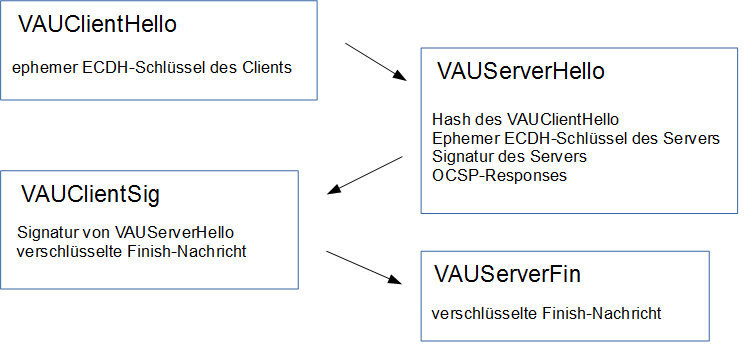 VAUClientHello
ephemer ECDH-Schlüssel des Clients
VAUServerHello
Hash des VAUClientHello
Ephemer ECDH-Schlüssel des Servers
Signatur des Servers
OCSP-Responses
VAUClientSig
Signatur von VAUServerHello
verschlüsselte Finish-Nachricht
VAUServerFin
verschlüsselte Finish-Nachricht